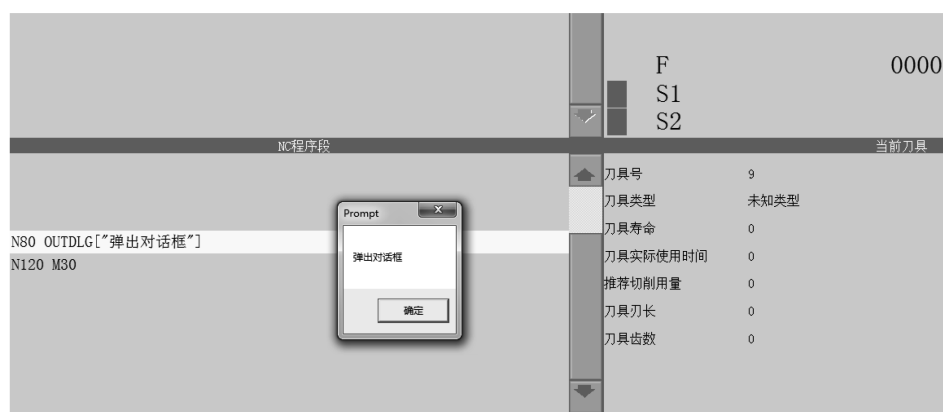 F 0000
S1
S2
NC程序段 当前刀具
刀具号 9
刀具类型 未知类型
刀具寿命 0
刀具实际使用时间 0
推荐切削用量 0
刀具刃长 0
刀具齿数 0
N80 OUTDLG["弹出对话框"]
N120 M30
Prompt
弹出对话框
确定